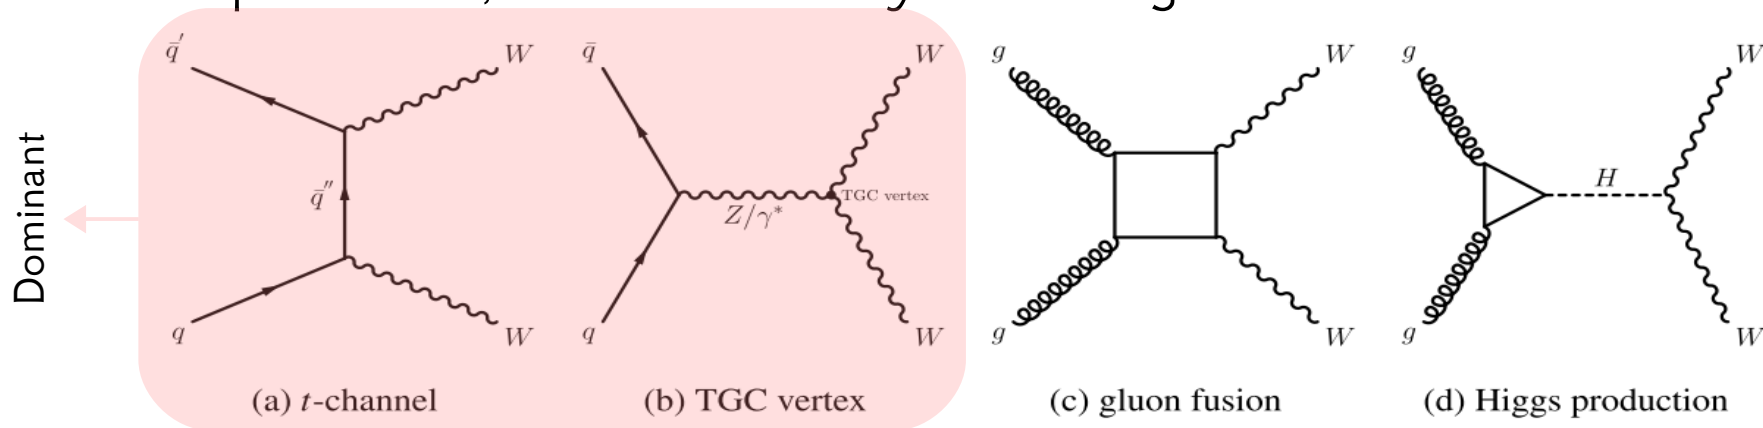 Dominant
q̄′
W
q̄″
q
W
(a) t-channel
q̄
W
Z/γ*
TGC vertex
q
W
(b) TGC vertex
g
W
g
W
(c) gluon fusion
g
W
H
g
W
(d) Higgs production